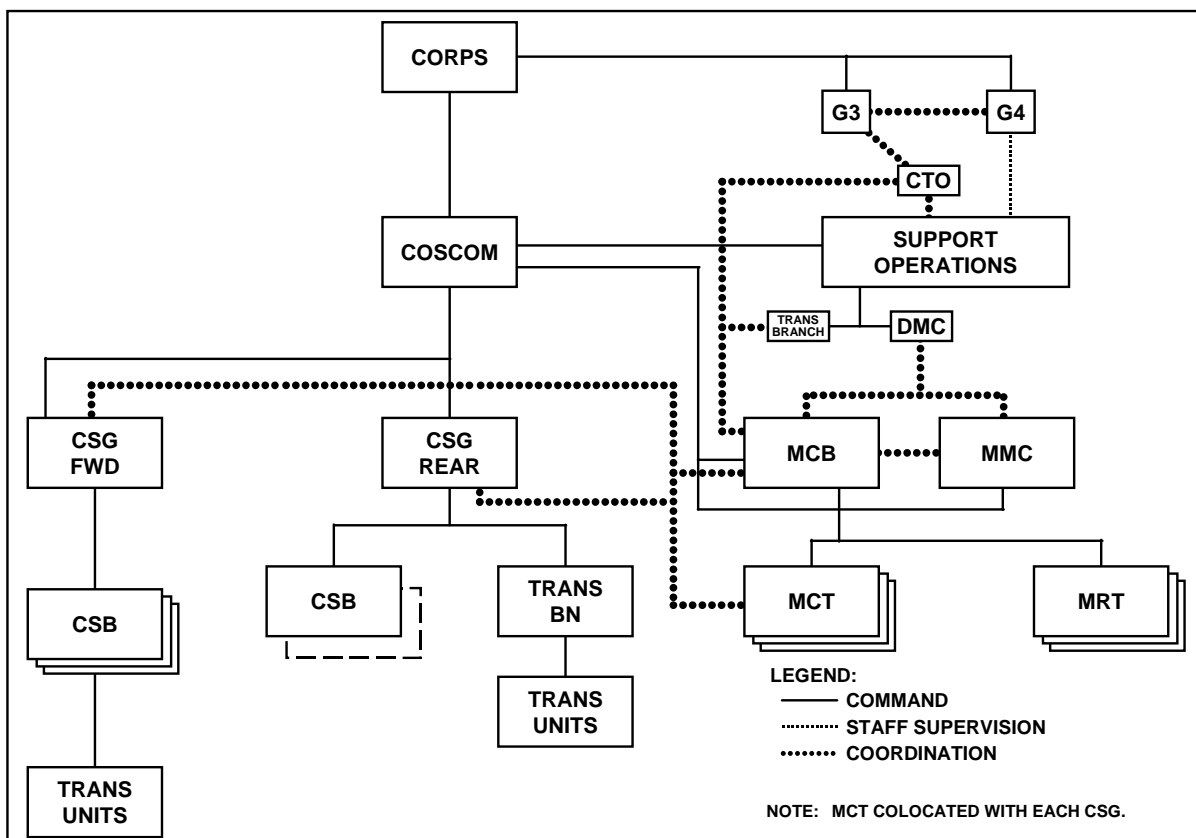 CORPS
G3
G4
CTO
COSCOM
SUPPORT
OPERATIONS
TRANS
BRANCH
DMC
CSG
FWD
CSG
REAR
MCB
MMC
CSB
TRANS
BN
MCT
MRT
CSB
LEGEND:
COMMAND
STAFF SUPERVISION
COORDINATION
TRANS
UNITS
TRANS
UNITS
NOTE: MCT COLOCATED WITH EACH CSG.